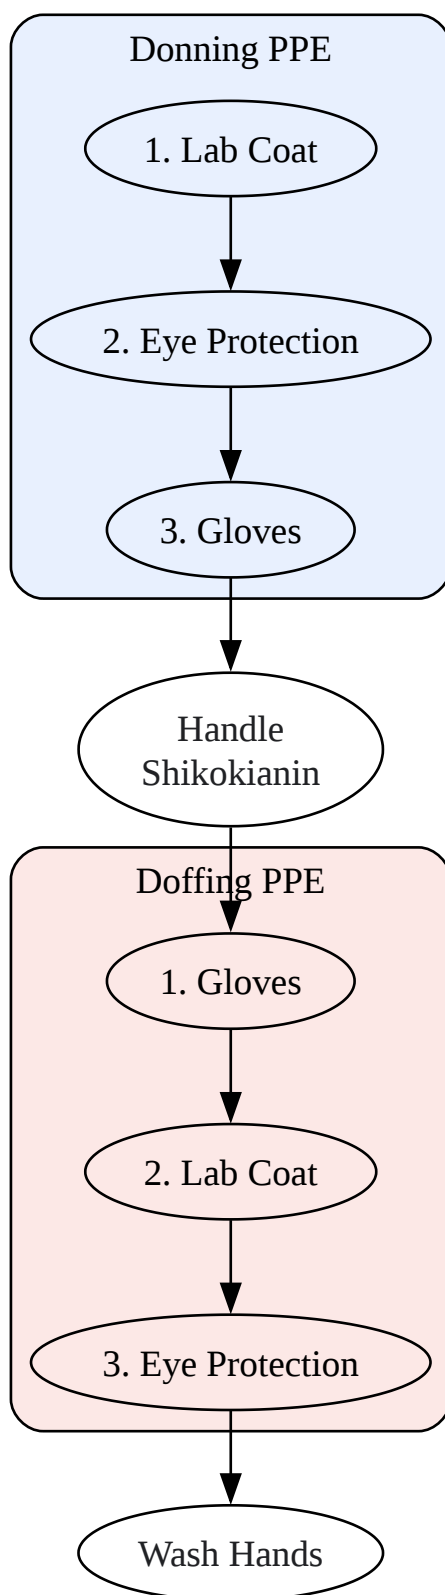 Donning PPE
1. Lab Coat
2. Eye Protection
3. Gloves
Handle
Shikokianin
Doffing PPE
1. Gloves
2. Lab Coat
3. Eye Protection
Wash Hands